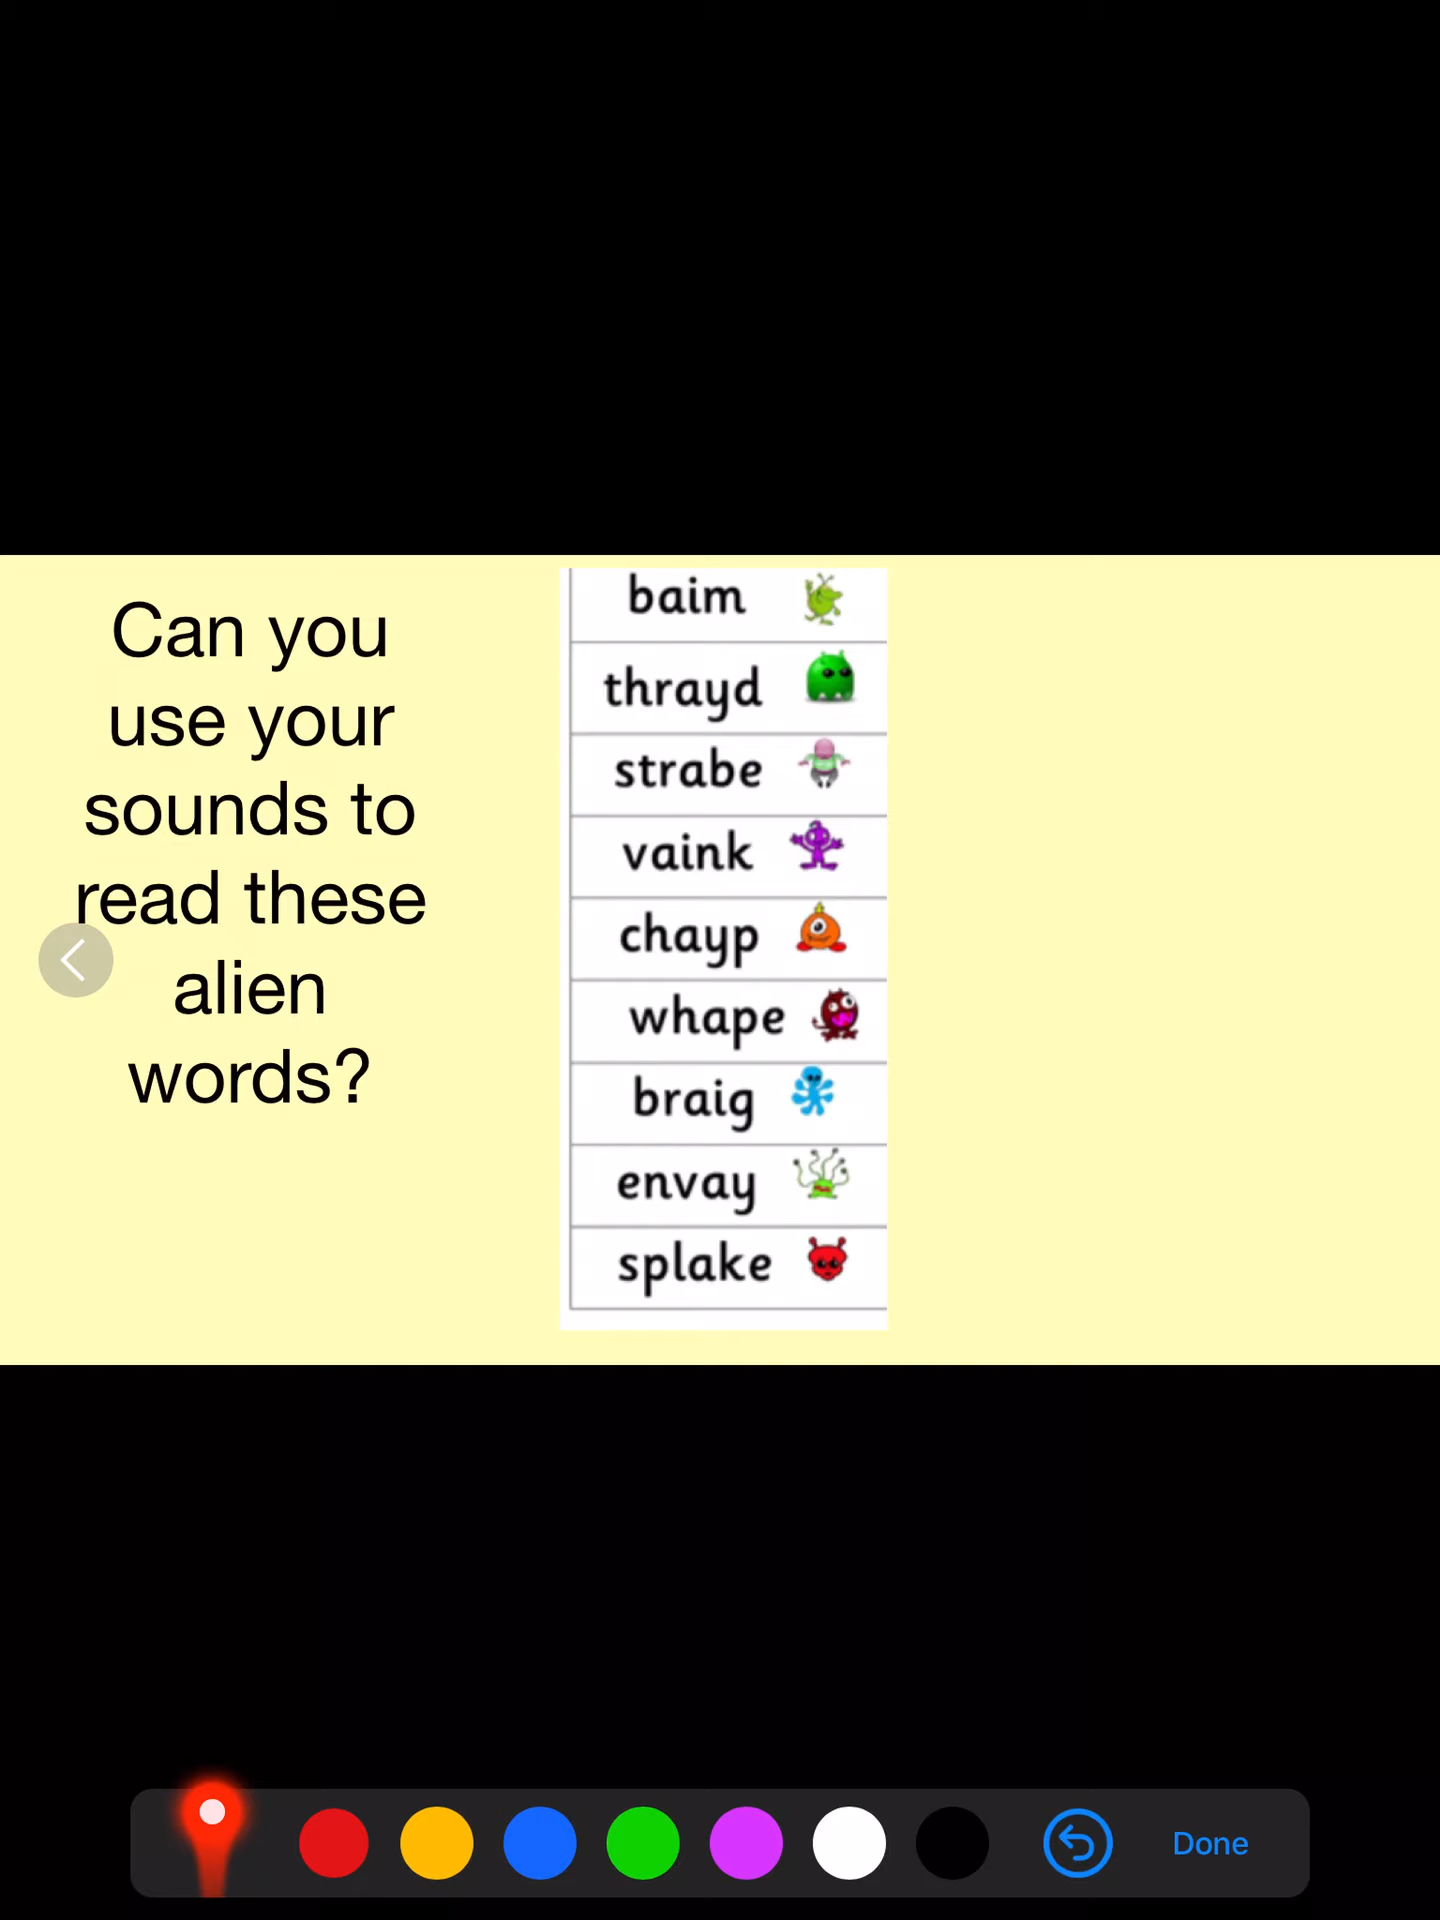 Can you
use your
sounds to
read these
alien
words?
baim
thrayd
strabe
vaink
chayp
whape
braig
envay
splake
Done